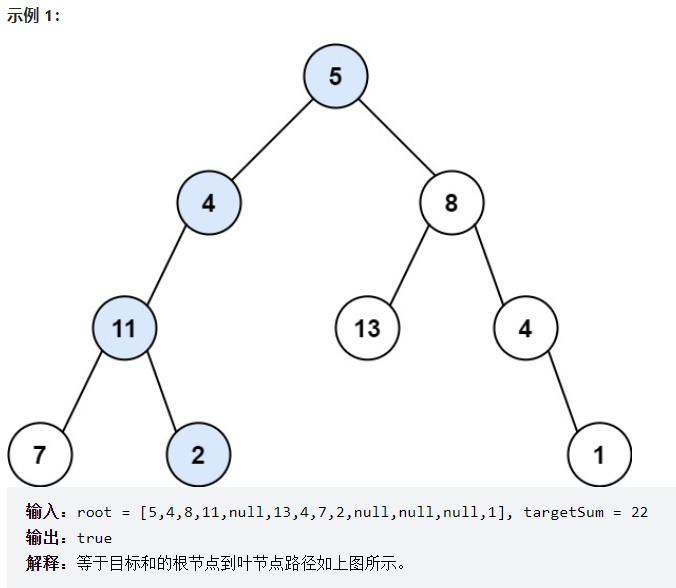 示例 1：
5
4 8
11 13 4
7 2 1
输入：root = [5,4,8,11,null,13,4,7,2,null,null,null,1], targetSum = 22
输出：true
解释：等于目标和的根节点到叶节点路径如上图所示。